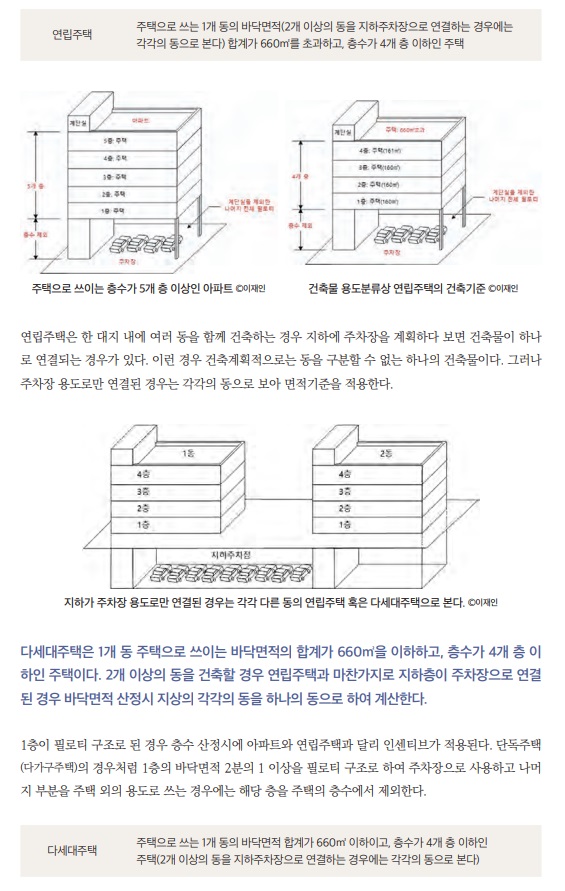 연립주택
주택으로 쓰는 1개 동의 바닥면적(2개 이상의 동을 지하주차장으로 연결하는 경우에는
각각의 동으로 본다) 합계가 660㎡를 초과하고, 층수가 4개 층 이하인 주택
계단실
아파트
5층: 주택
4층: 주택
3층: 주택
2층: 주택
1층: 주택
5개 층
층수 제외
계단실을 제외한
나머지 전체 필로티
주차장
계단실
주택: 660㎡초과
4층: 주택(161㎡)
3층: 주택(160㎡)
2층: 주택(160㎡)
1층: 주택(160㎡)
4개 층
층수 제외
계단실을 제외한
나머지 전체 필로티
주차장
주택으로 쓰이는 층수가 5개 층 이상인 아파트 ©이재인
건축물 용도분류상 연립주택의 건축기준 ©이재인
연립주택은 한 대지 내에 여러 동을 함께 건축하는 경우 지하에 주차장을 계획하다 보면 건축물이 하나
로 연결되는 경우가 있다. 이런 경우 건축계획적으로는 동을 구분할 수 없는 하나의 건축물이다. 그러나
주차장 용도로만 연결된 경우는 각각의 동으로 보아 면적기준을 적용한다.
1동
4층
3층
2층
1층
2동
4층
3층
2층
1층
지하주차장
지하가 주차장 용도로만 연결된 경우는 각각 다른 동의 연립주택 혹은 다세대주택으로 본다. ©이재인
다세대주택은 1개 동 주택으로 쓰이는 바닥면적의 합계가 660㎡을 이하하고, 층수가 4개 층 이
하인 주택이다. 2개 이상의 동을 건축할 경우 연립주택과 마찬가지로 지하층이 주차장으로 연결
된 경우 바닥면적 산정시 지상의 각각의 동을 하나의 동으로 하여 계산한다.
1층이 필로티 구조로 된 경우 층수 산정시에 아파트와 연립주택과 달리 인센티브가 적용된다. 단독주택
(다가구주택)의 경우처럼 1층의 바닥면적 2분의 1 이상을 필로티 구조로 하여 주차장으로 사용하고 나머
지 부분을 주택 외의 용도로 쓰는 경우에는 해당 층을 주택의 층수에서 제외한다.
다세대주택
주택으로 쓰는 1개 동의 바닥면적 합계가 660㎡ 이하이고, 층수가 4개 층 이하인
주택(2개 이상의 동을 지하주차장으로 연결하는 경우에는 각각의 동으로 본다)